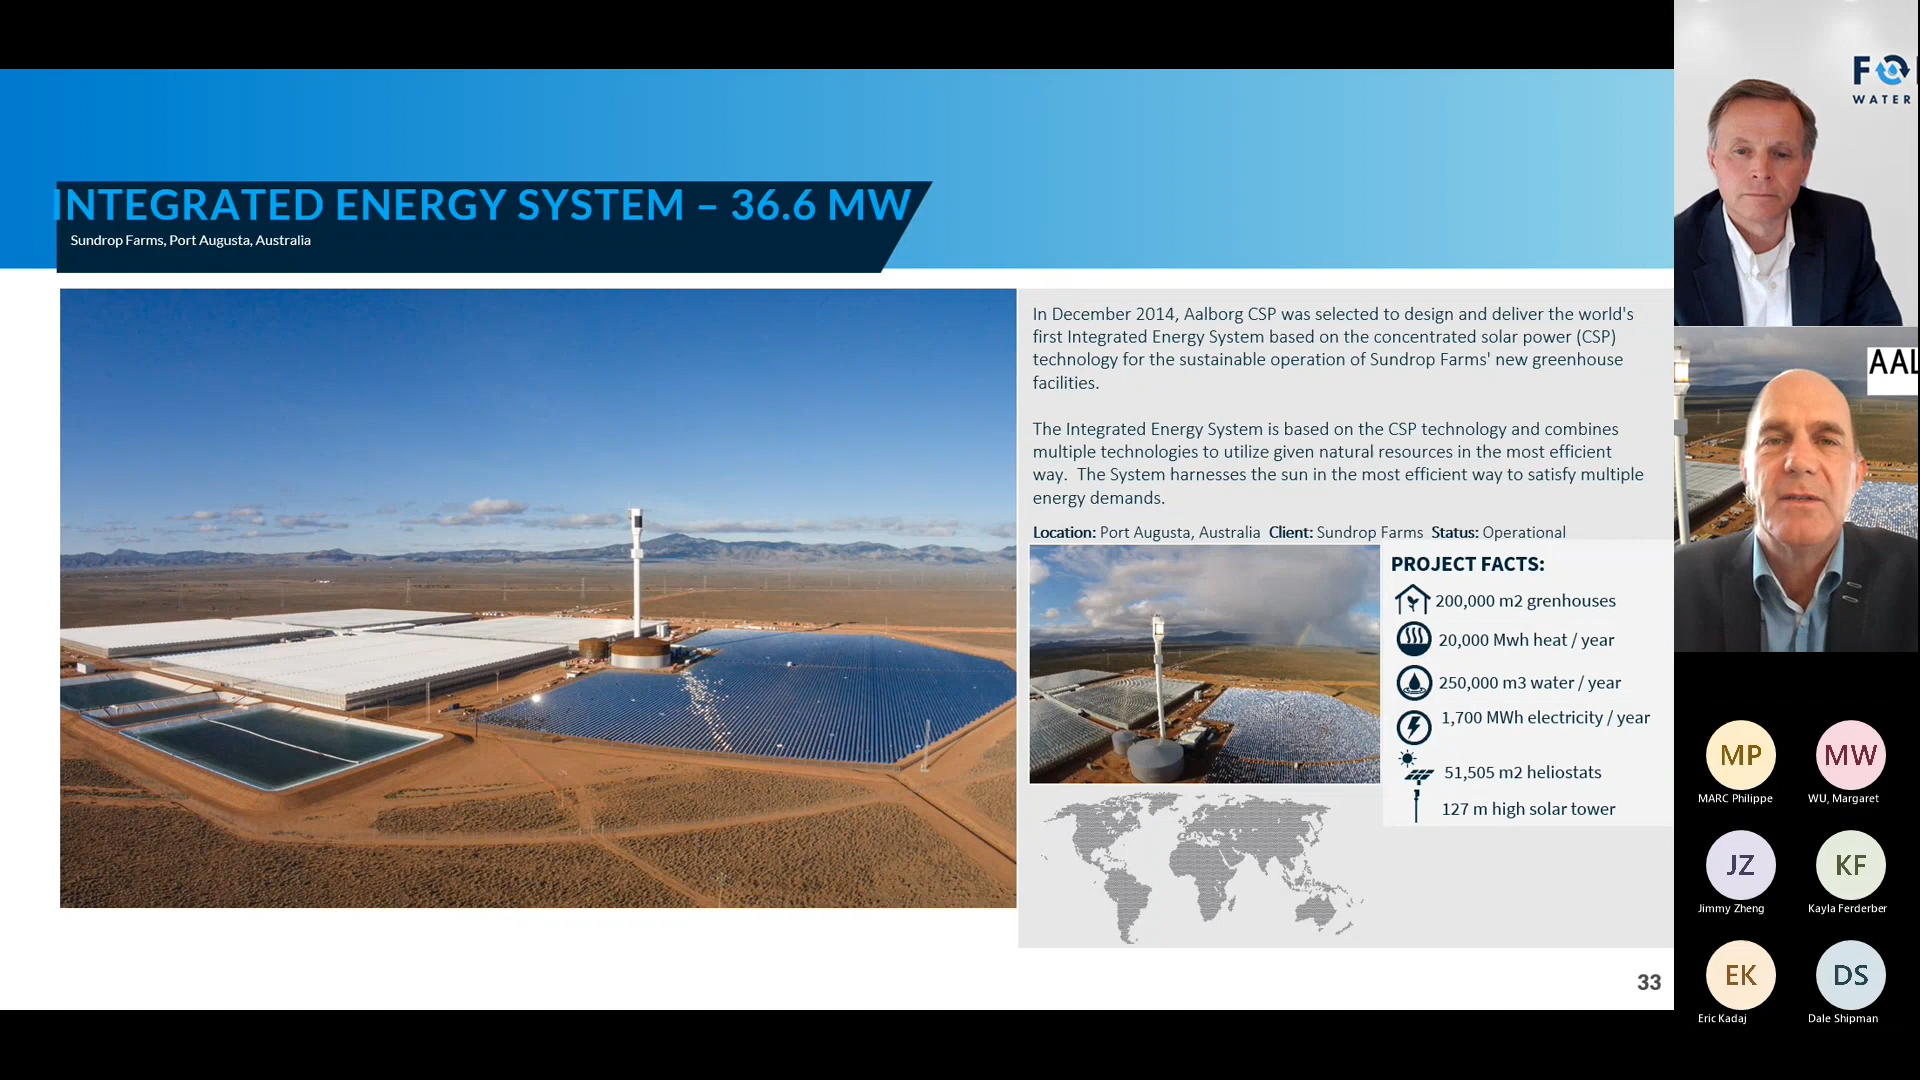 INTEGRATED ENERGY SYSTEM – 36.6 MW
Sundrop Farms, Port Augusta, Australia
In December 2014, Aalborg CSP was selected to design and deliver the world's
first Integrated Energy System based on the concentrated solar power (CSP)
technology for the sustainable operation of Sundrop Farms' new greenhouse
facilities.
The Integrated Energy System is based on the CSP technology and combines
multiple technologies to utilize given natural resources in the most efficient
way.  The System harnesses the sun in the most efficient way to satisfy multiple
energy demands.
Location: Port Augusta, Australia  Client: Sundrop Farms  Status: Operational
PROJECT FACTS:
200,000 m2 grenhouses
20,000 Mwh heat / year
250,000 m3 water / year
1,700 MWh electricity / year
51,505 m2 heliostats
127 m high solar tower
33
WATER
AAL
MP
MARC Philippe
MW
WU, Margaret
JZ
Jimmy Zheng
KF
Kayla Ferderber
EK
Eric Kadaj
DS
Dale Shipman